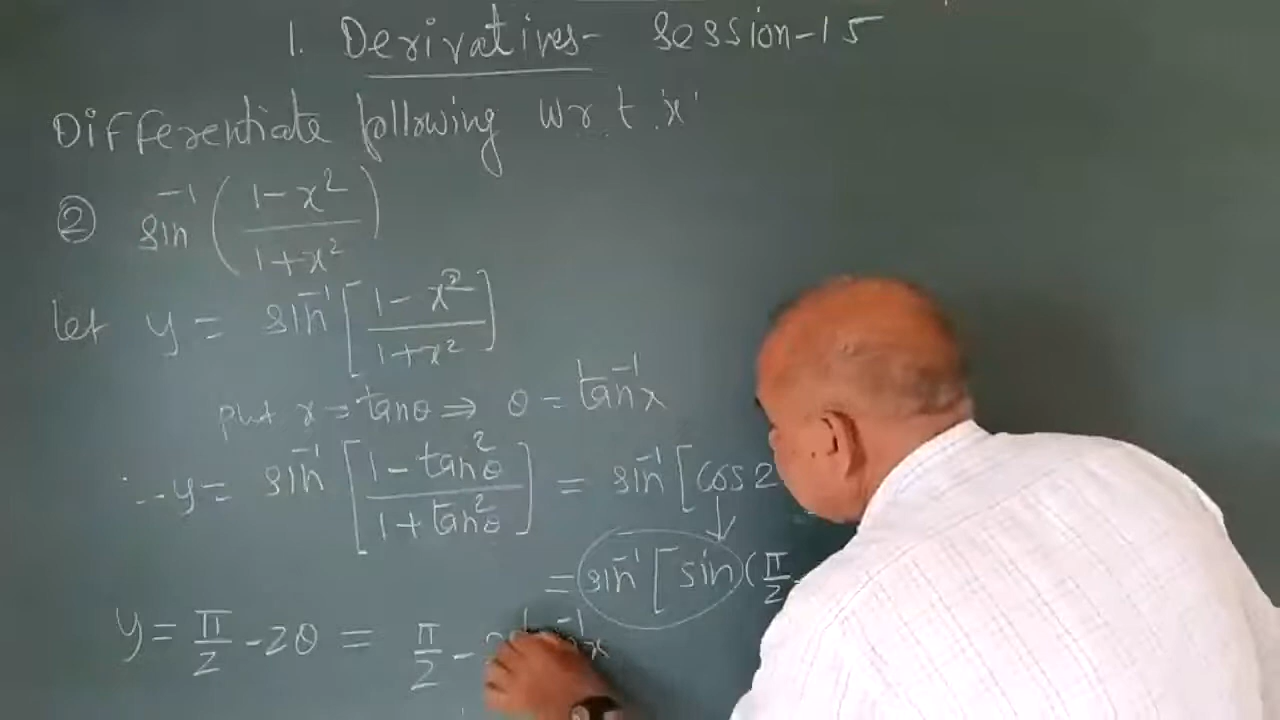 1. Derivatives- Session-15
Differentiate following w.r.t. 'x'
② sin⁻¹ ( (1-x²)/(1+x²) )
let y = sin⁻¹ [ (1-x²)/(1+x²) ]
put x = tanθ ⇒ θ = tan⁻¹x
∴ y = sin⁻¹ [ (1-tan²θ)/(1+tan²θ) ] = sin⁻¹ [cos2
= sin⁻¹ [ sin (π/2 -
y = π/2 - 2θ = π/2 -